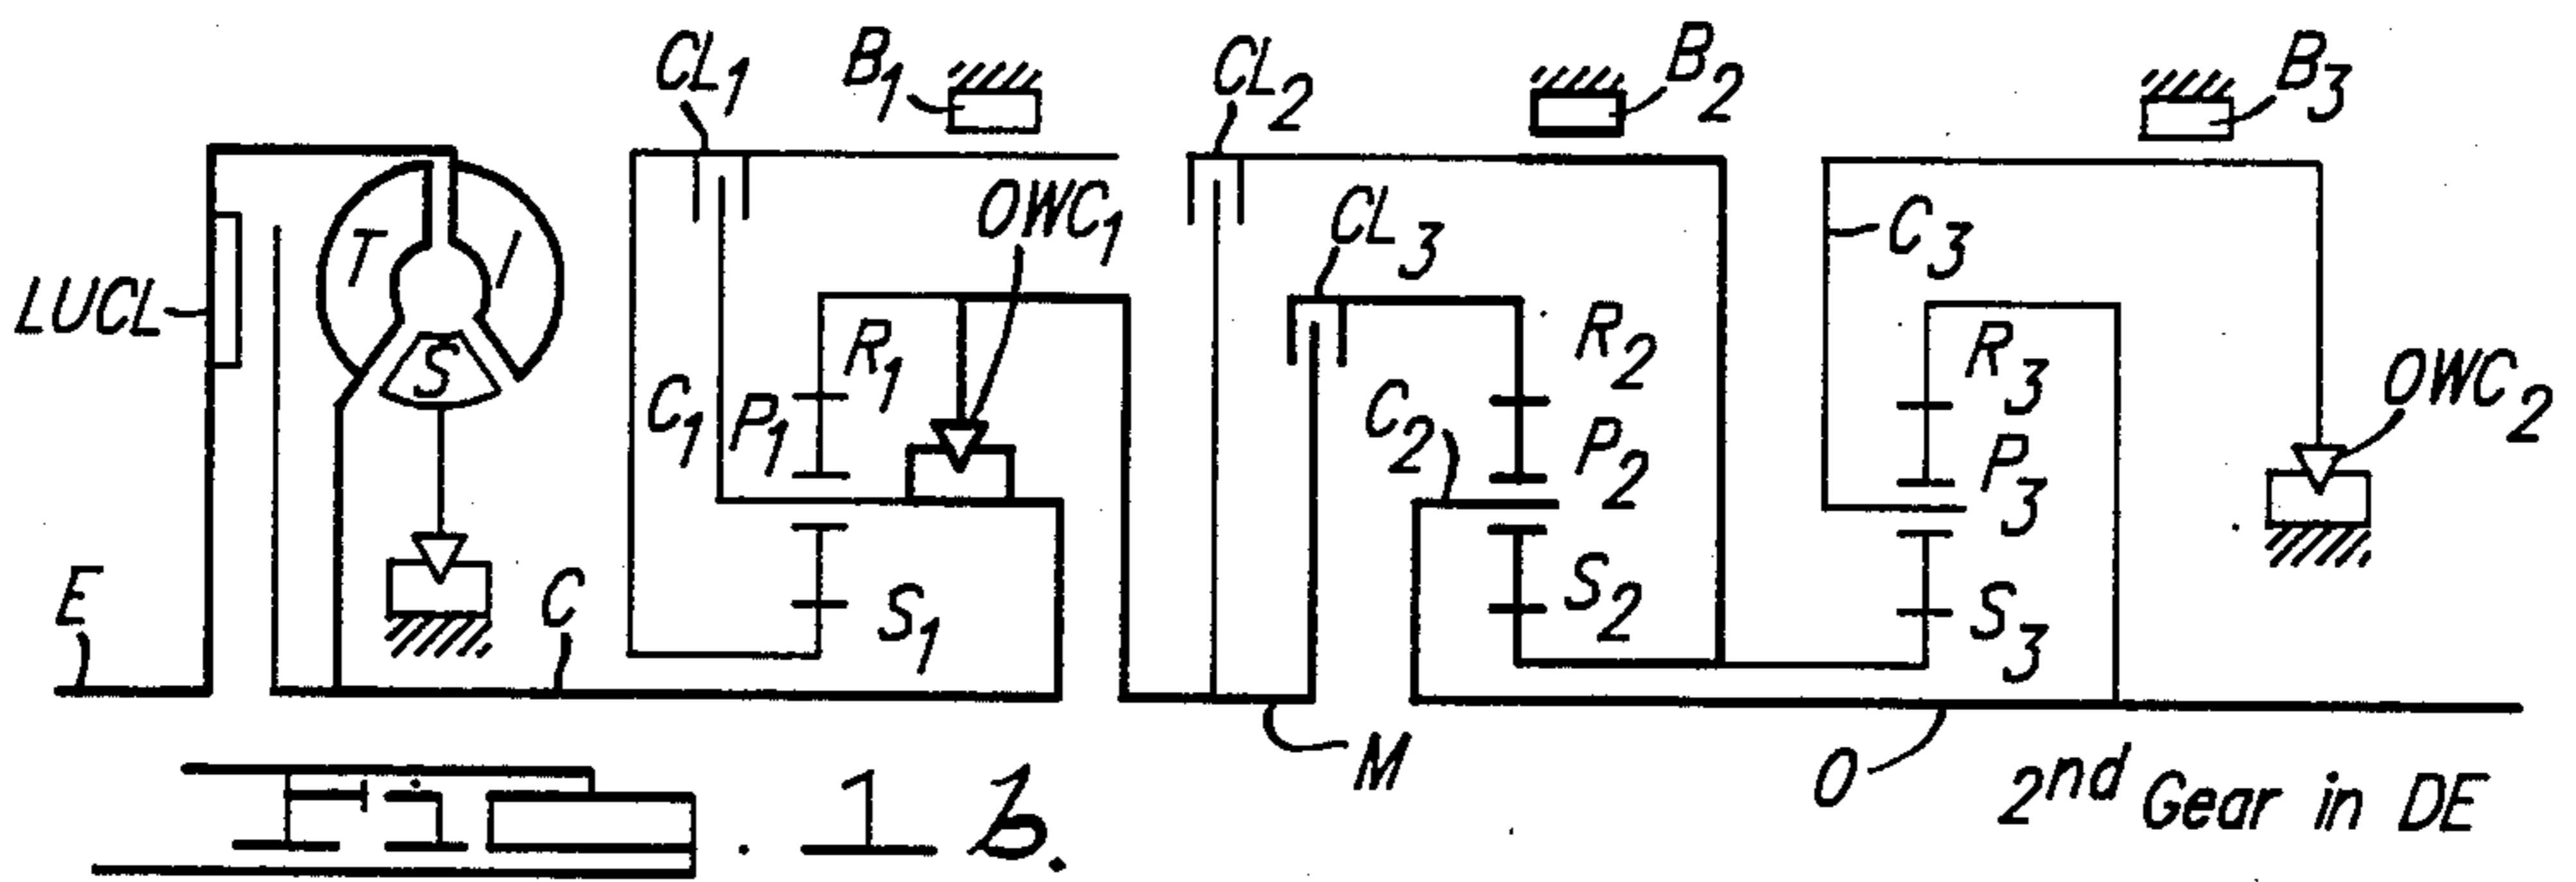 CL1
B1
CL2
B2
B3
OWC1
CL3
C3
T
I
LUCL
S
R1
R2
R3
OWC2
C1
P1
C2
P2
P3
E
C
S1
S2
S3
M
O
2nd Gear in DE
Fig. 1b.